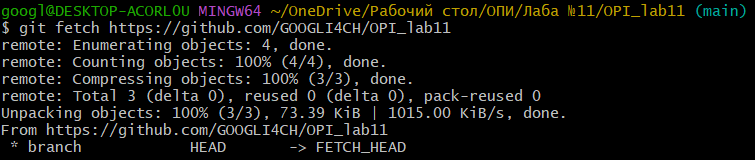 googl@DESKTOP-ACORLOU MINGW64 ~/OneDrive/Рабочий стол/ОПИ/Лаба №11/OPI_lab11 (main)
$ git fetch https://github.com/GOOGLI4CH/OPI_lab11
remote: Enumerating objects: 4, done.
remote: Counting objects: 100% (4/4), done.
remote: Compressing objects: 100% (3/3), done.
remote: Total 3 (delta 0), reused 0 (delta 0), pack-reused 0
Unpacking objects: 100% (3/3), 73.39 KiB | 1015.00 KiB/s, done.
From https://github.com/GOOGLI4CH/OPI_lab11
 * branch            HEAD       -> FETCH_HEAD